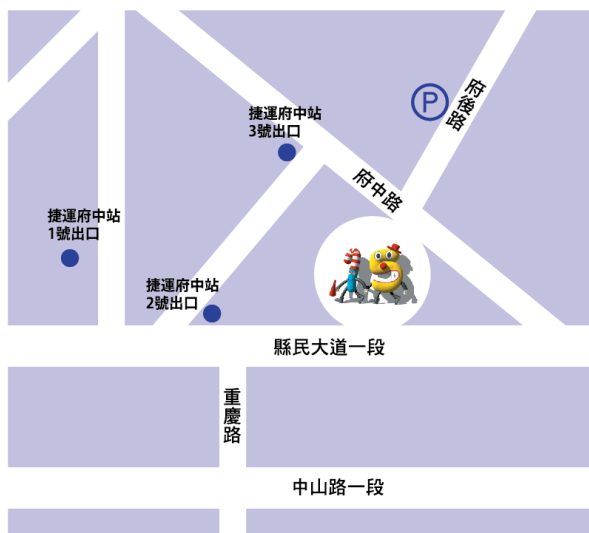 P
府後路
捷運府中站
3號出口
府中路
捷運府中站
1號出口
捷運府中站
2號出口
縣民大道一段
重慶路
中山路一段